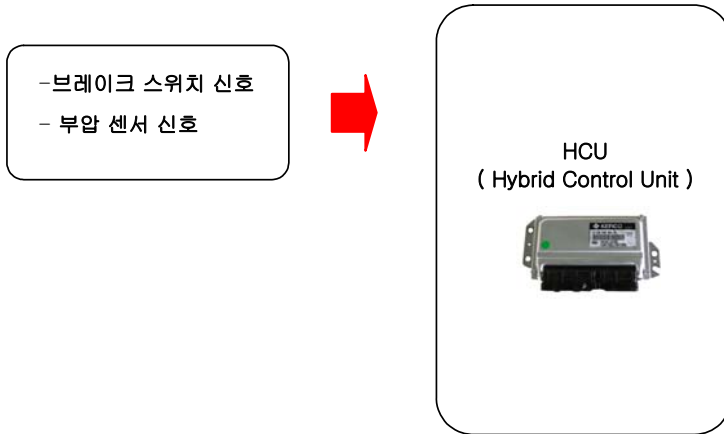 -브레이크 스위치 신호
- 부압 센서 신호
HCU
( Hybrid Control Unit )
KEFICO